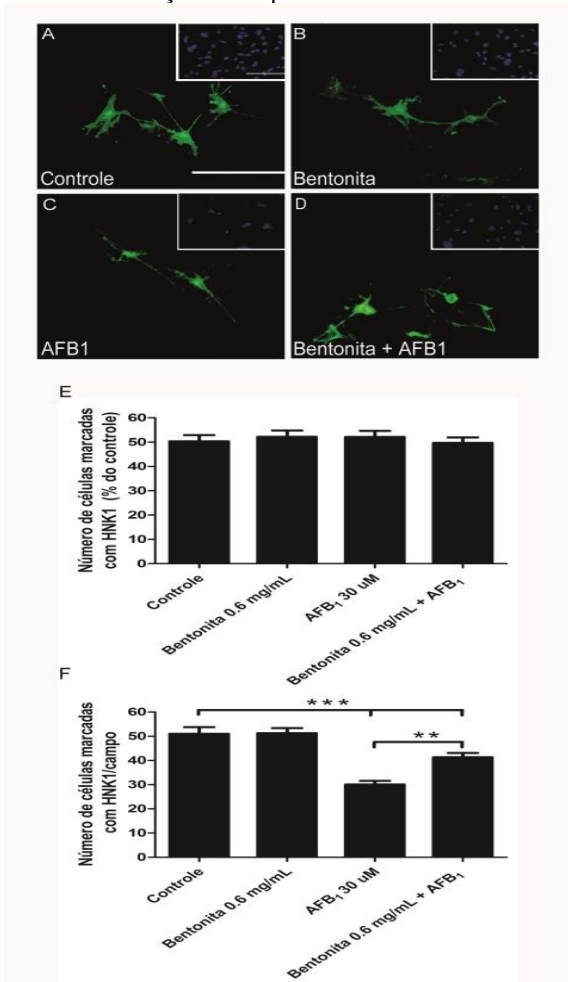 A
Controle
B
Bentonita
C
AFB1
D
Bentonita + AFB1
E
Número de células marcadas
com HNK1 (% do controle)
60
50
40
30
20
10
0
Controle
Bentonita 0.6 mg/mL
AFB₁ 30 uM
Bentonita 0.6 mg/mL + AFB₁
F
Número de células marcadas
com HNK1/campo
60
50
40
30
20
10
0
***
**
Controle
Bentonita 0.6 mg/mL
AFB₁ 30 uM
Bentonita 0.6 mg/mL + AFB₁